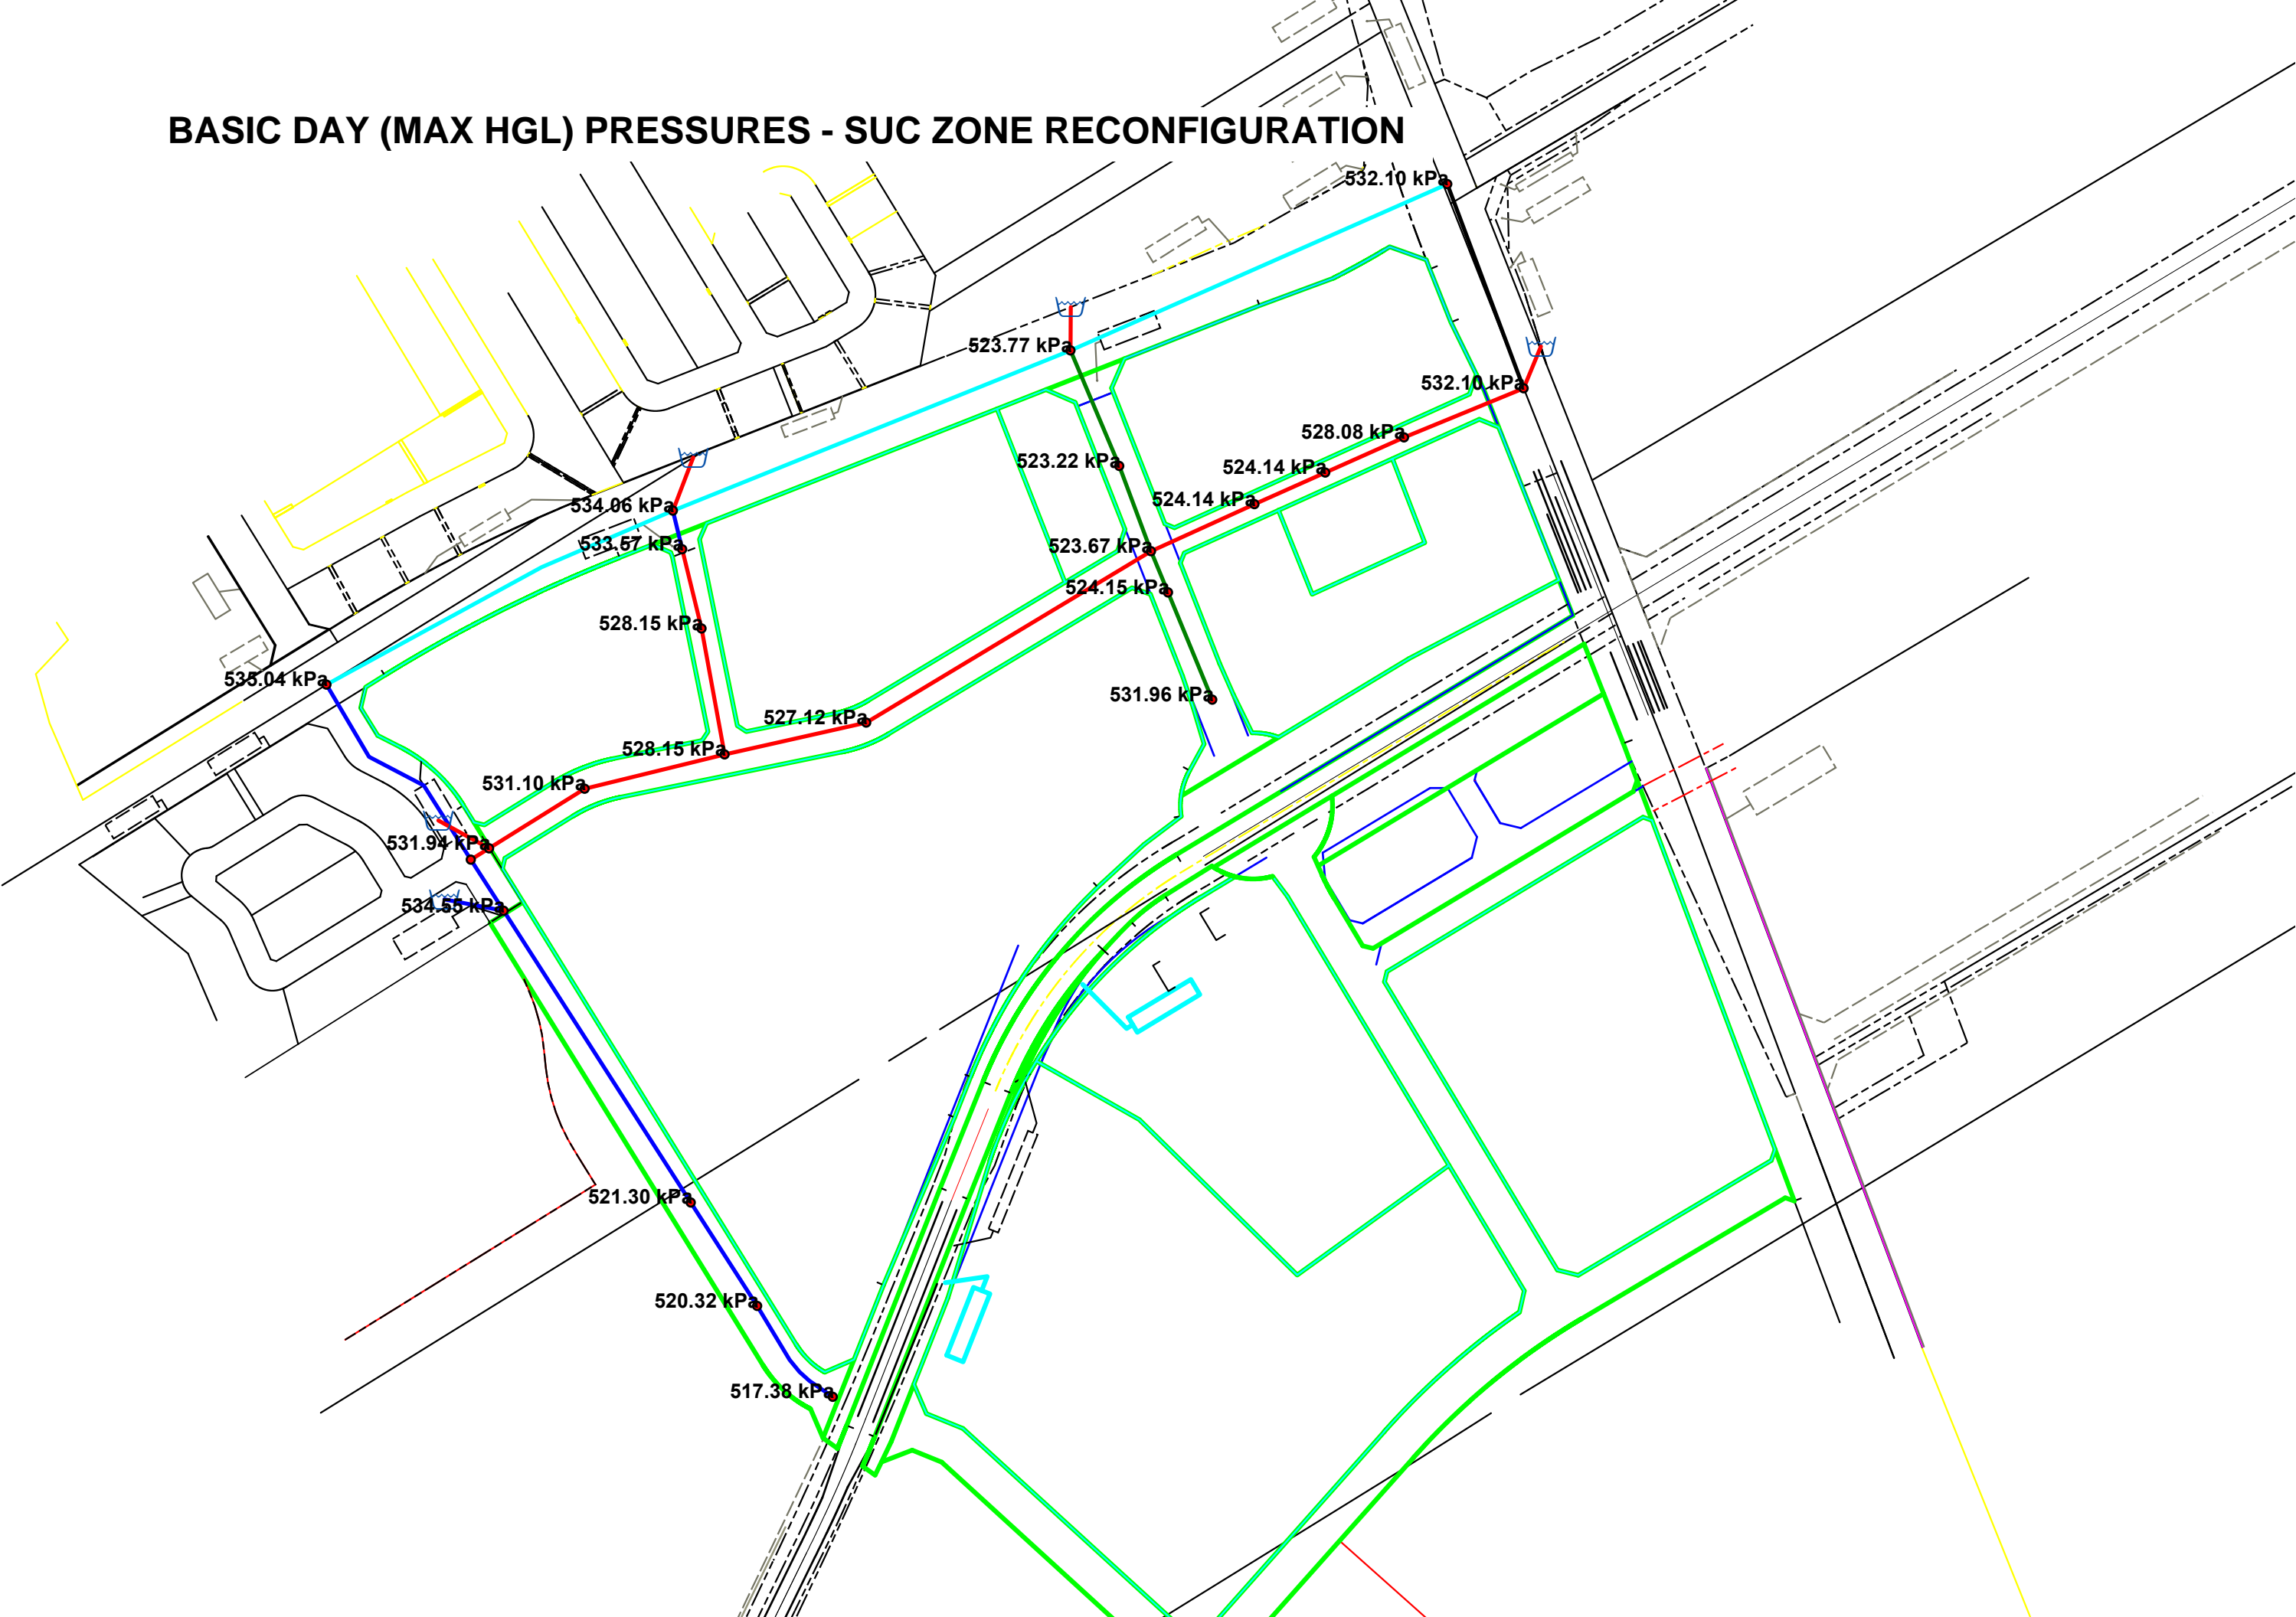 BASIC DAY (MAX HGL) PRESSURES - SUC ZONE RECONFIGURATION
532.10 kPa
523.77 kPa
532.10 kPa
528.08 kPa
523.22 kPa
524.14 kPa
524.14 kPa
534.06 kPa
533.57 kPa
523.67 kPa
524.15 kPa
528.15 kPa
535.04 kPa
531.96 kPa
527.12 kPa
528.15 kPa
531.10 kPa
531.94 kPa
534.55 kPa
521.30 kPa
520.32 kPa
517.38 kPa